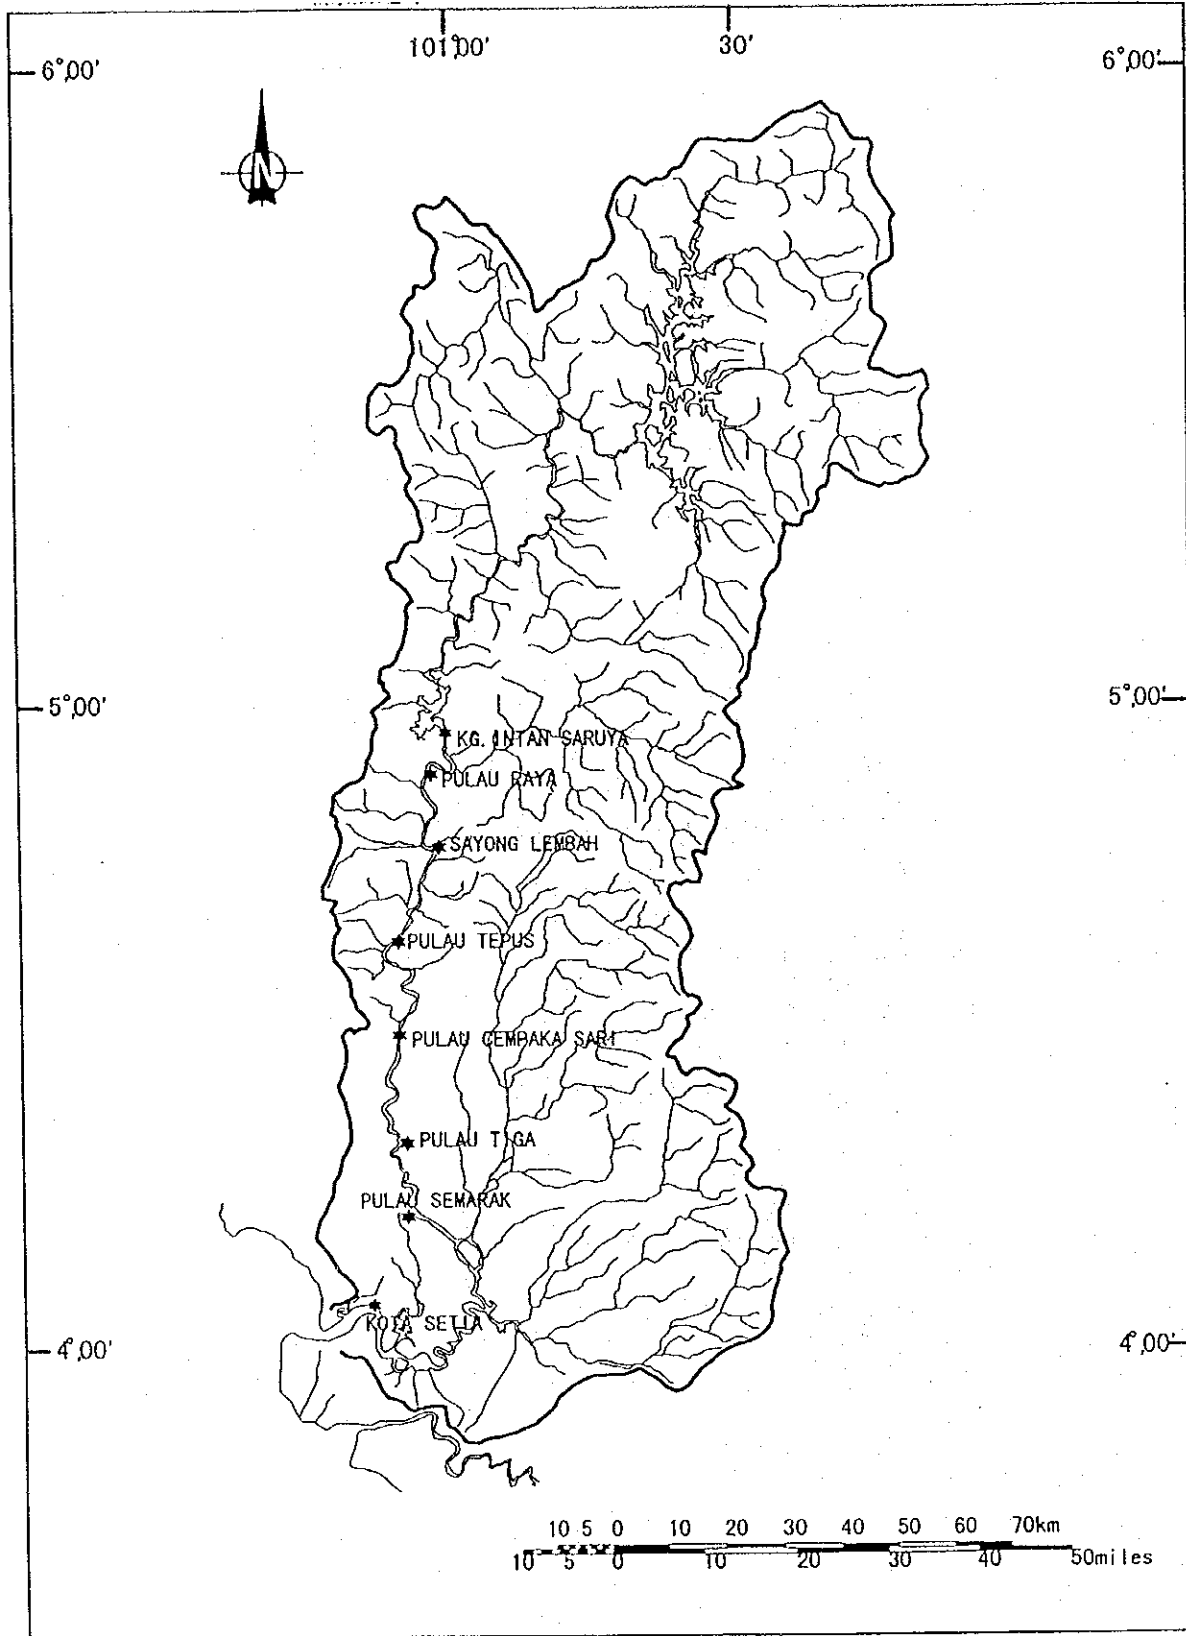 101°00'
30'
6°00'
6°00'
N
5°00'
5°00'
KG. INTAN SARUYA
PULAU RAYA
SAYONG LEMBAH
PULAU TEPUS
PULAU CEMPAKA SARI
PULAU TIGA
PULAU SEMARAK
KOTA SETIA
4°00'
4°00'
10 5 0 10 20 30 40 50 60 70km
10 5 0 10 20 30 40 50miles